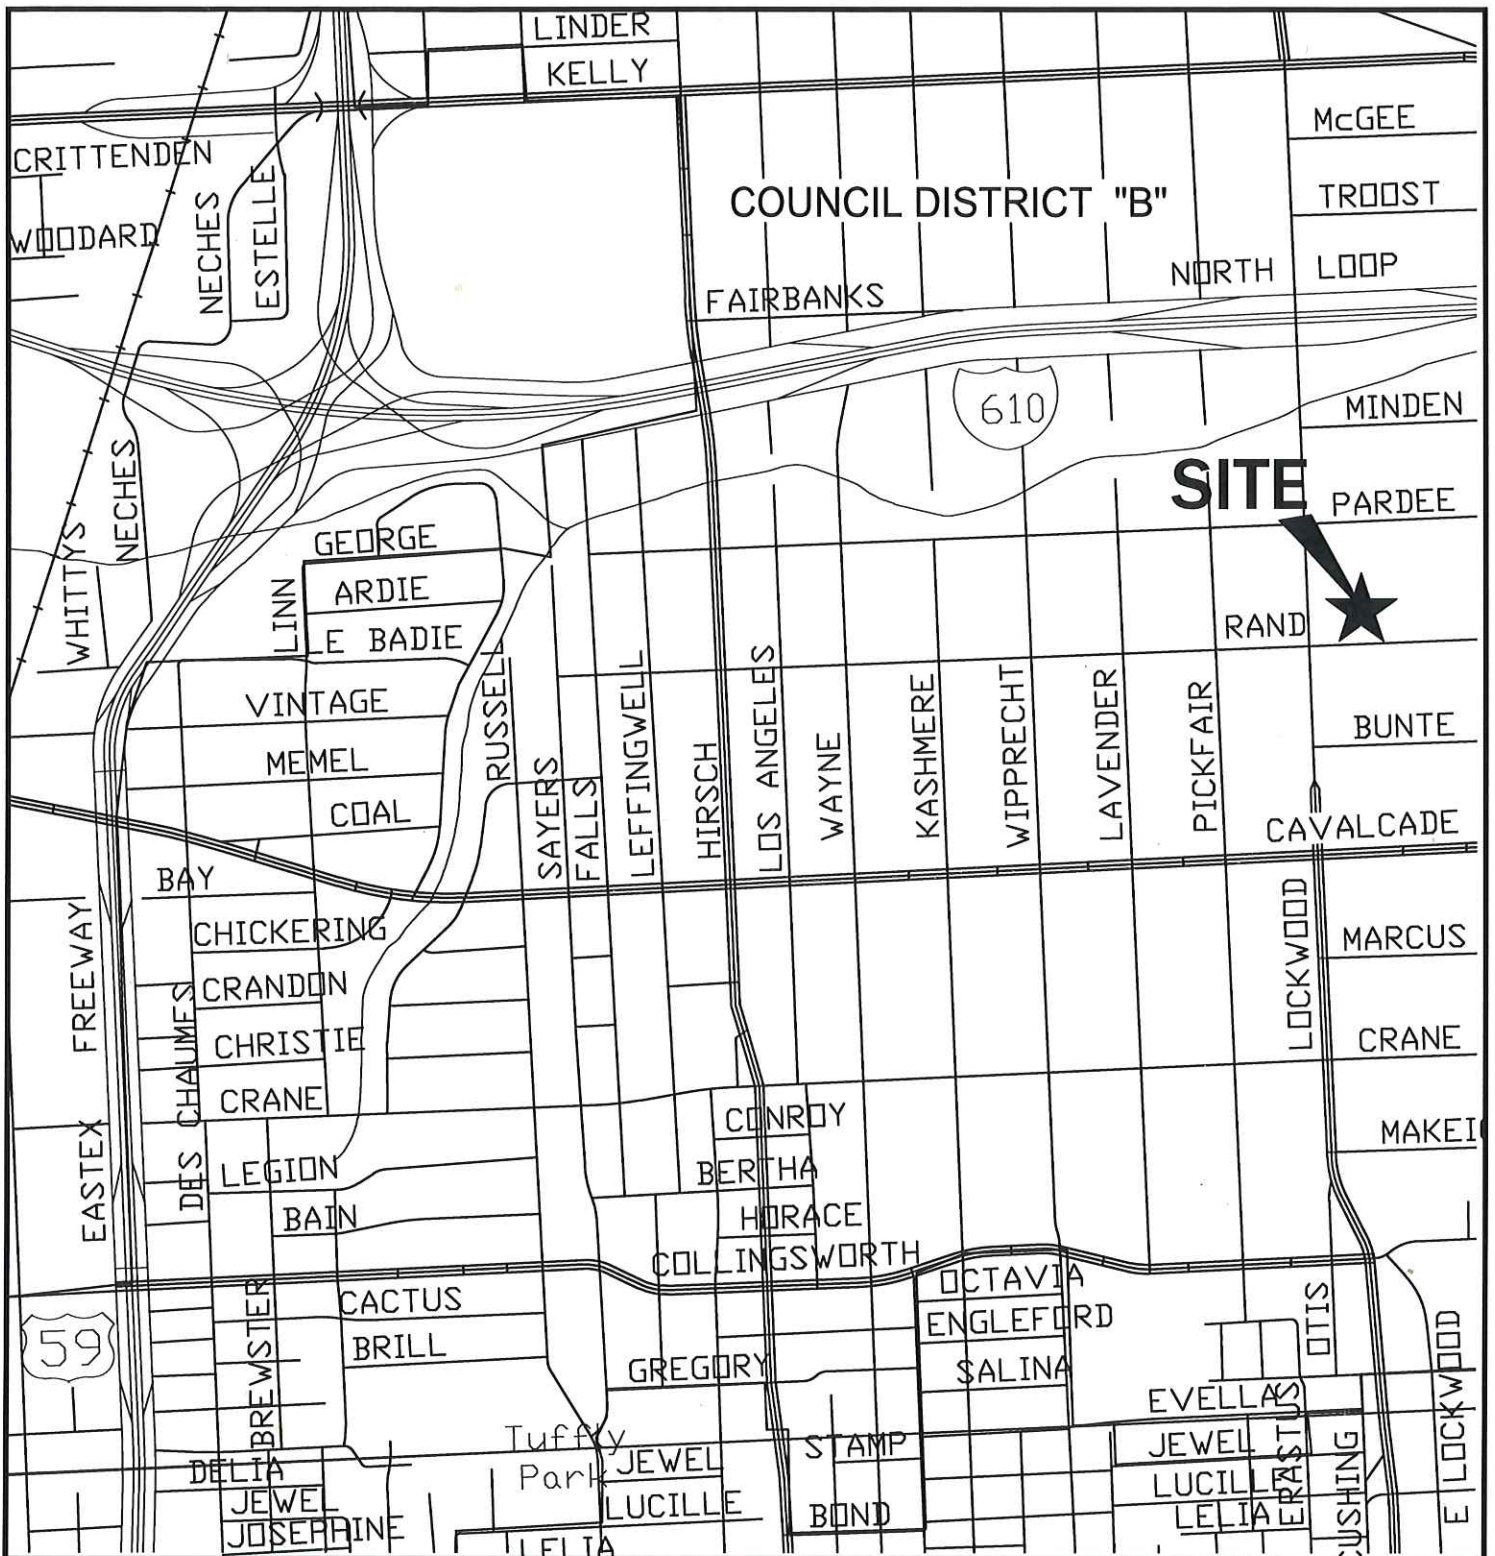 LINDER
KELLY
McGEE
CRITTENDEN
TROOST
COUNCIL DISTRICT "B"
WOODARD
NECHES
ESTELLE
NORTH LOOP
FAIRBANKS
MINDEN
610
SITE
PARDEE
NECHES
WHITTYS
GEORGE
ARDIE
LINN
LE BADIE
RAND
VINTAGE
RUSSELL
MEMEL
COAL
SAYERS
FALLS
LEFFINGWELL
HIRSCH
LOS ANGELES
WAYNE
KASHMERE
WIPPRECHT
LAVENDER
PICKFAIR
BUNTE
CAVALCADE
BAY
CHICKERING
LOCKWOOD
MARCUS
EASTEX FREEWAY
CRANDON
DES CHAUMES
CHRISTIE
CRANE
CRANE
CONROY
LEGION
BERTHA
BAIN
HORACE
COLLINGSWORTH
OCTAVIA
CACTUS
ENGLEFORD
59
BREWSTER
BRILL
GREGORY
SALINA
OTIS
EVELLA
Tuffly
Park
JEWEL
STAMP
JEWEL
DELIA
JEWEL
LUCILLE
BOND
LUCILLE
ERASTUS
LELIA
JOSEPHINE
LELIA
CUSHING
E LOCKWOOD